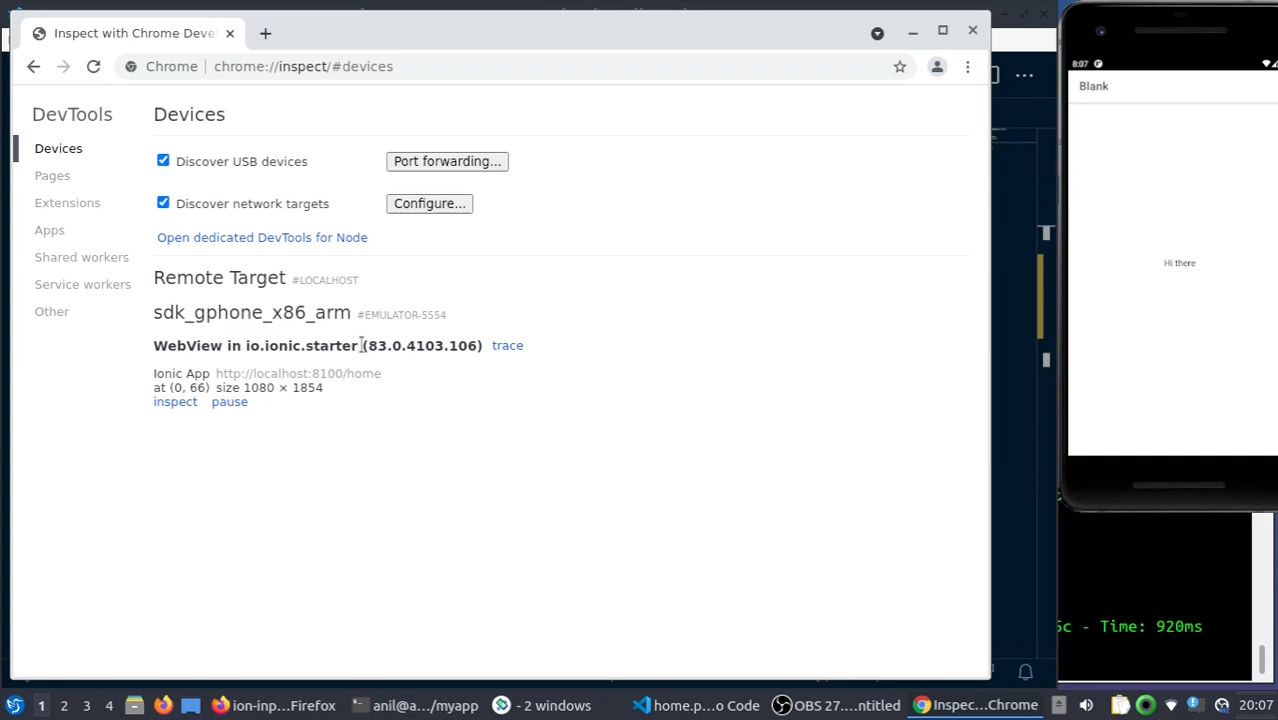 Inspect with Chrome Deve
Chrome
chrome://inspect/#devices
DevTools
Devices
Pages
Extensions
Apps
Shared workers
Service workers
Other
Devices
Discover USB devices
Port forwarding...
Discover network targets
Configure...
Open dedicated DevTools for Node
Remote Target #LOCALHOST
sdk_gphone_x86_arm #EMULATOR-5554
WebView in io.ionic.starter (83.0.4103.106) trace
Ionic App http://localhost:8100/home
at (0, 66) size 1080 × 1854
inspect pause
8:07
Blank
Hi there
- Time: 920ms
1 2 3 4
ion-inp...Firefox
anil@a.../myapp
- 2 windows
home.p...o Code
OBS 27....ntitled
Inspec...Chrome
20:07